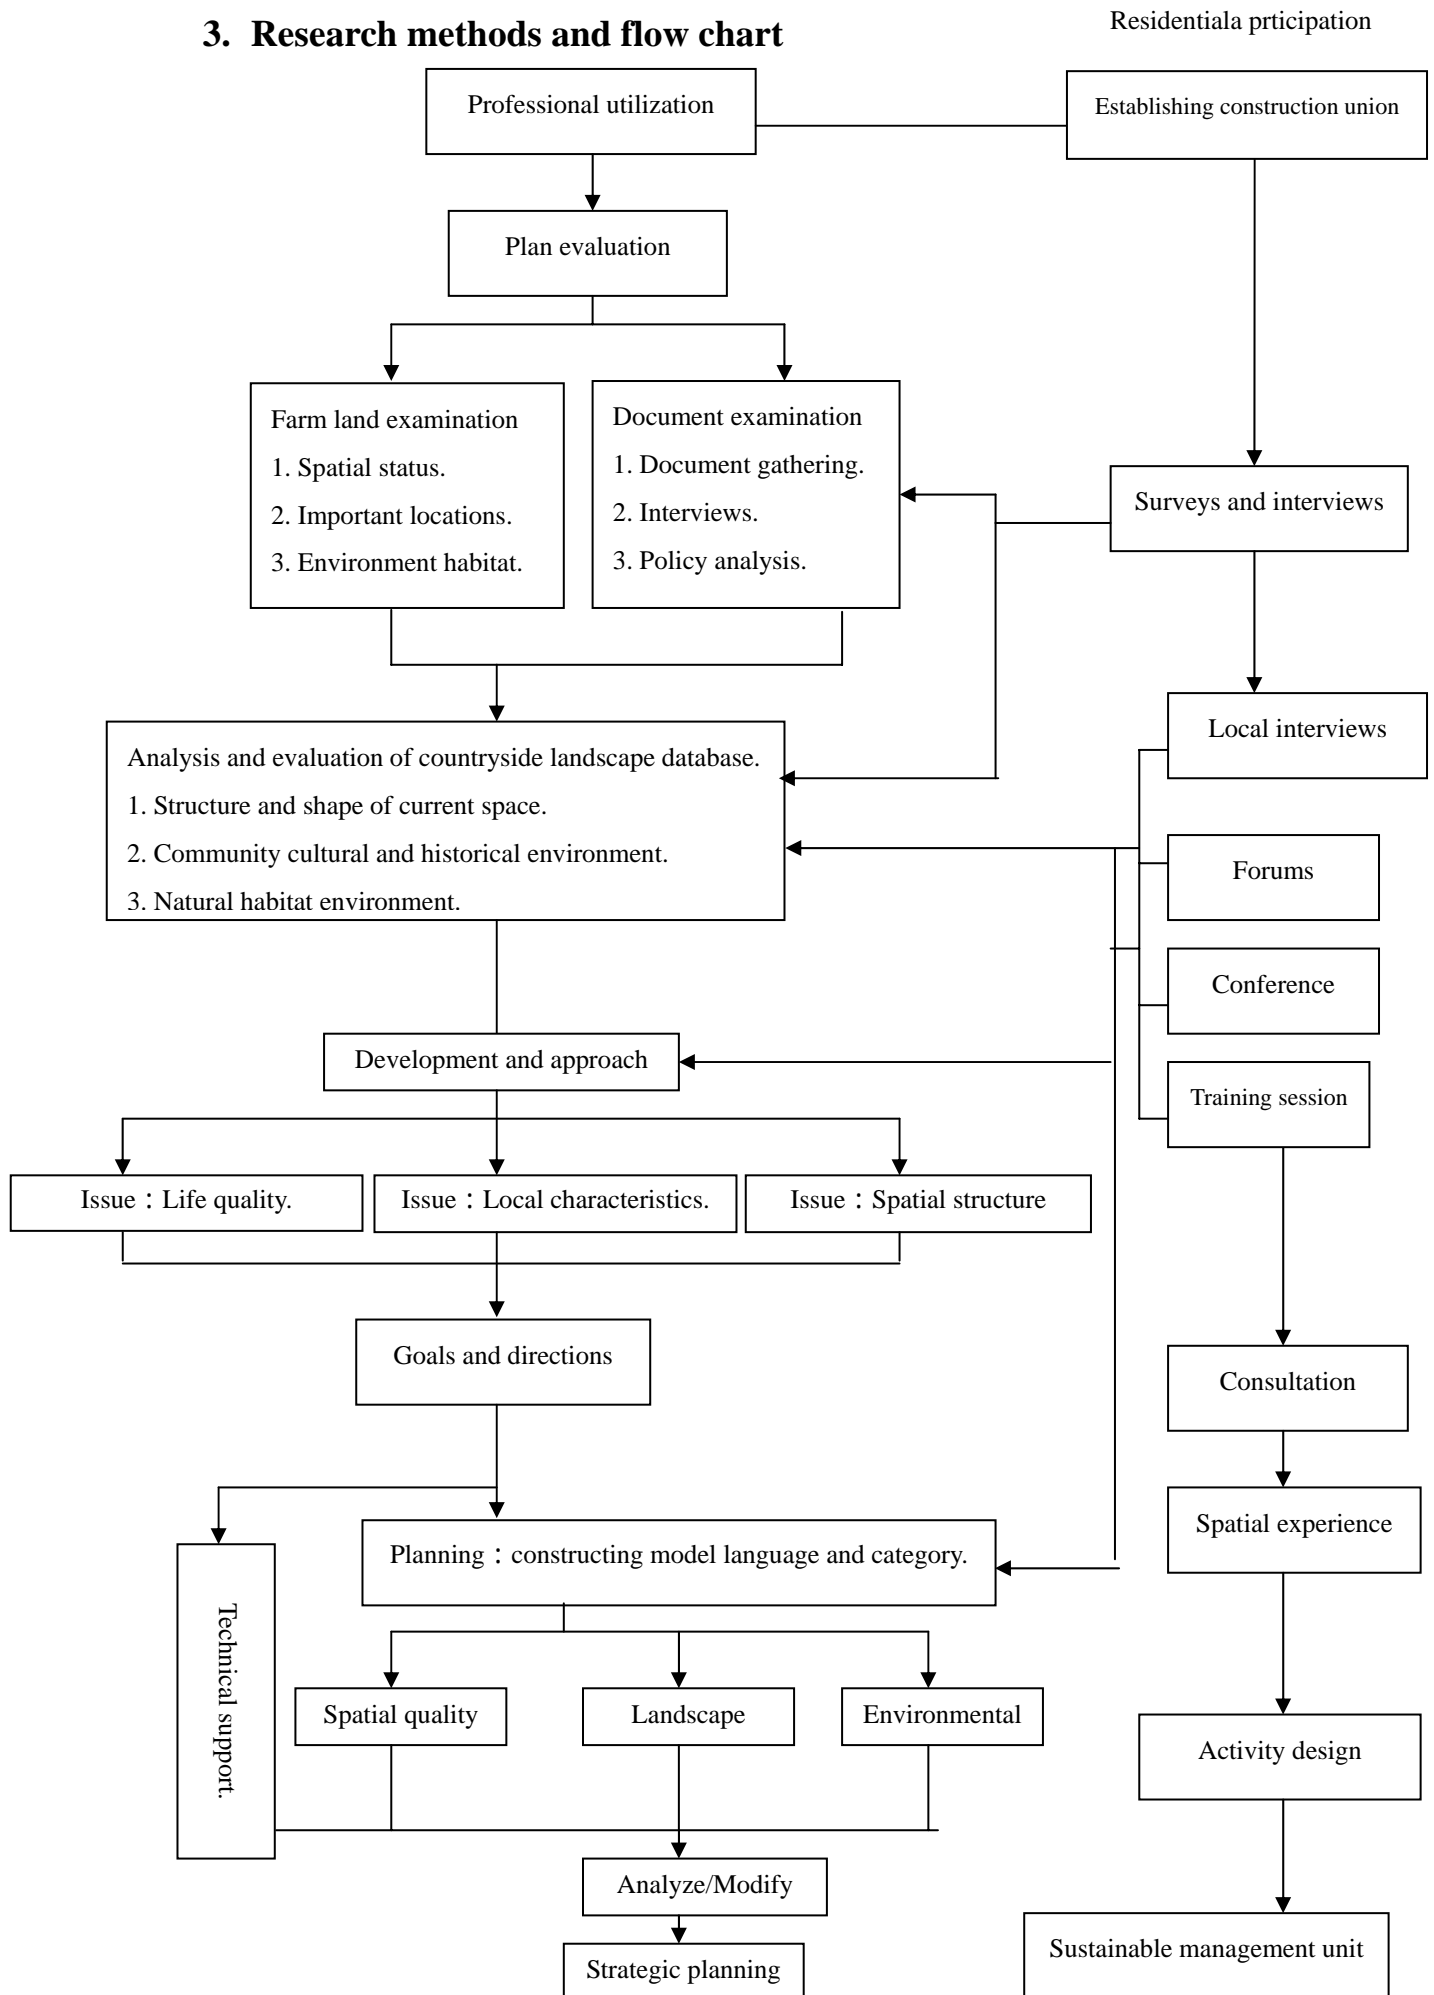 3. Research methods and flow chart
Residentiala prticipation
Professional utilization
Establishing construction union
Plan evaluation
Farm land examination
1. Spatial status.
2. Important locations.
3. Environment habitat.
Document examination
1. Document gathering.
2. Interviews.
3. Policy analysis.
Surveys and interviews
Local interviews
Analysis and evaluation of countryside landscape database.
1. Structure and shape of current space.
2. Community cultural and historical environment.
3. Natural habitat environment.
Forums
Conference
Development and approach
Training session
Issue：Life quality.
Issue：Local characteristics.
Issue：Spatial structure
Goals and directions
Consultation
Spatial experience
Planning：constructing model language and category.
Technical support.
Spatial quality
Landscape
Environmental
Activity design
Analyze/Modify
Strategic planning
Sustainable management unit